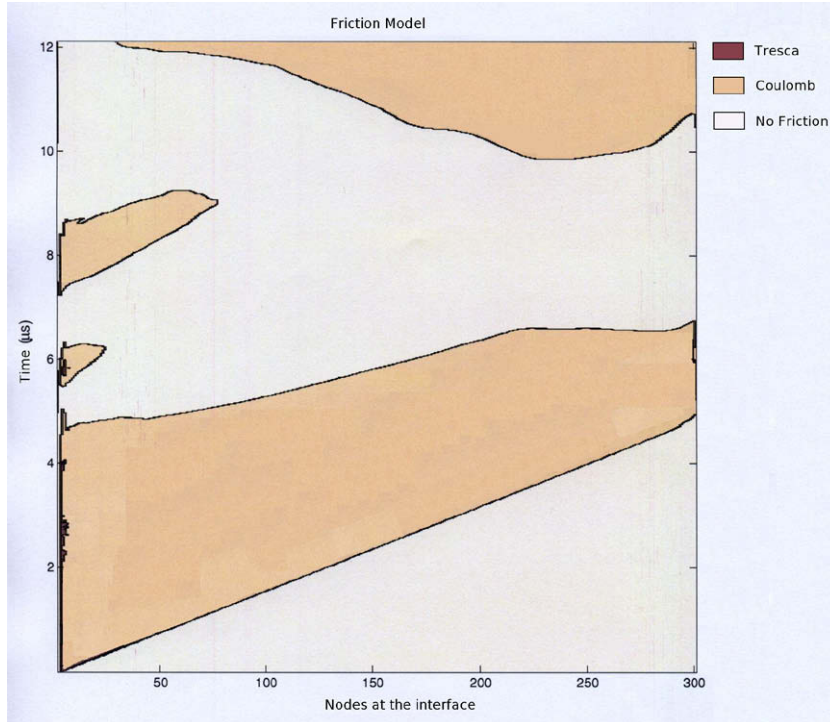 Friction Model
Tresca
Coulomb
No Friction
12
10
8
6
4
2
Time (µs)
50
100
150
200
250
300
Nodes at the interface